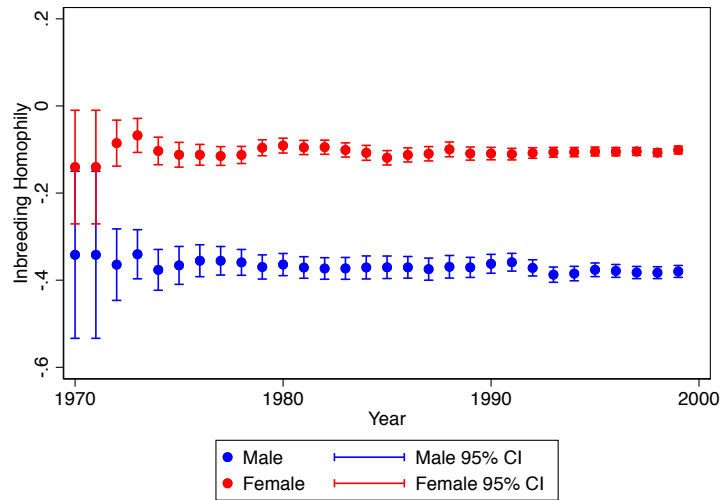 .2
0
-.2
-.4
-.6
Inbreeding Homophily
1970
1980
1990
2000
Year
Male
Male 95% CI
Female
Female 95% CI